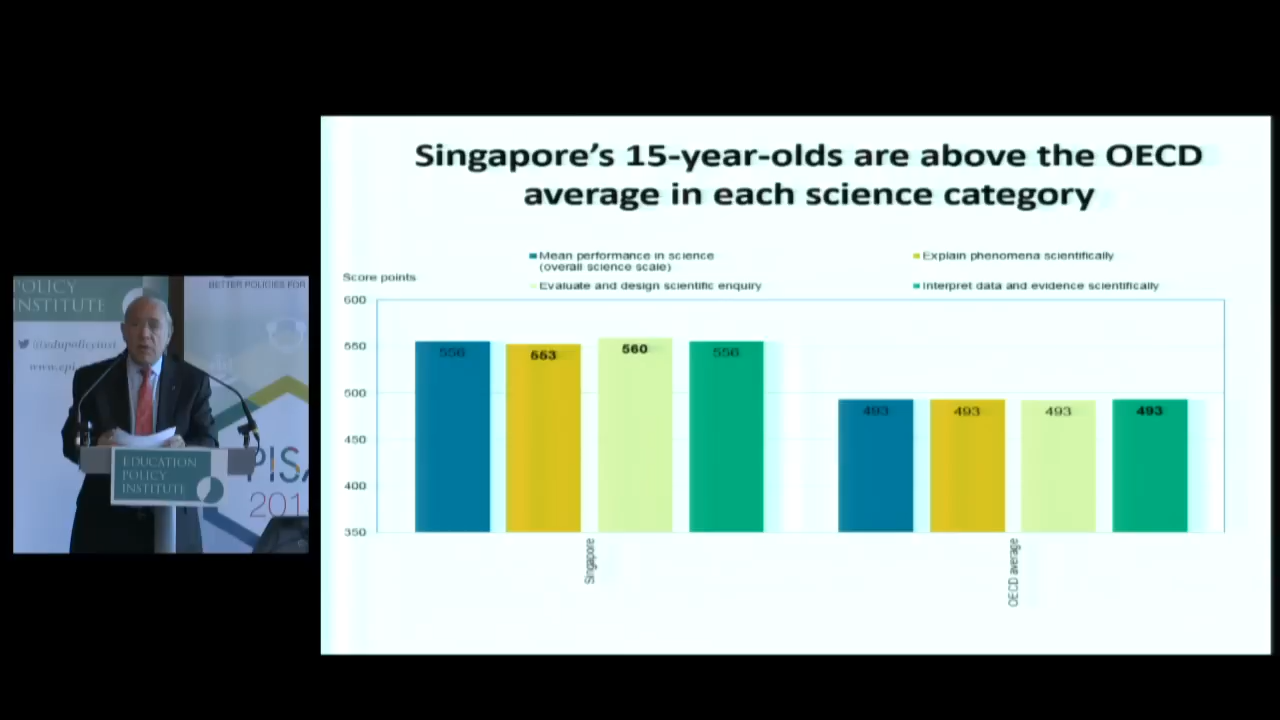 Singapore's 15-year-olds are above the OECD
average in each science category
Mean performance in science
(overall science scale)
Explain phenomena scientifically
Score points
Evaluate and design scientific enquiry
Interpret data and evidence scientifically
600
550
500
450
400
350
556
553
560
556
493
493
493
493
Singapore
OECD average
POLICY
INSTITUTE
@edupolicyinst
www.epi.
BETTER POLICIES FOR
PISA
201
EDUCATION
POLICY
INSTITUTE